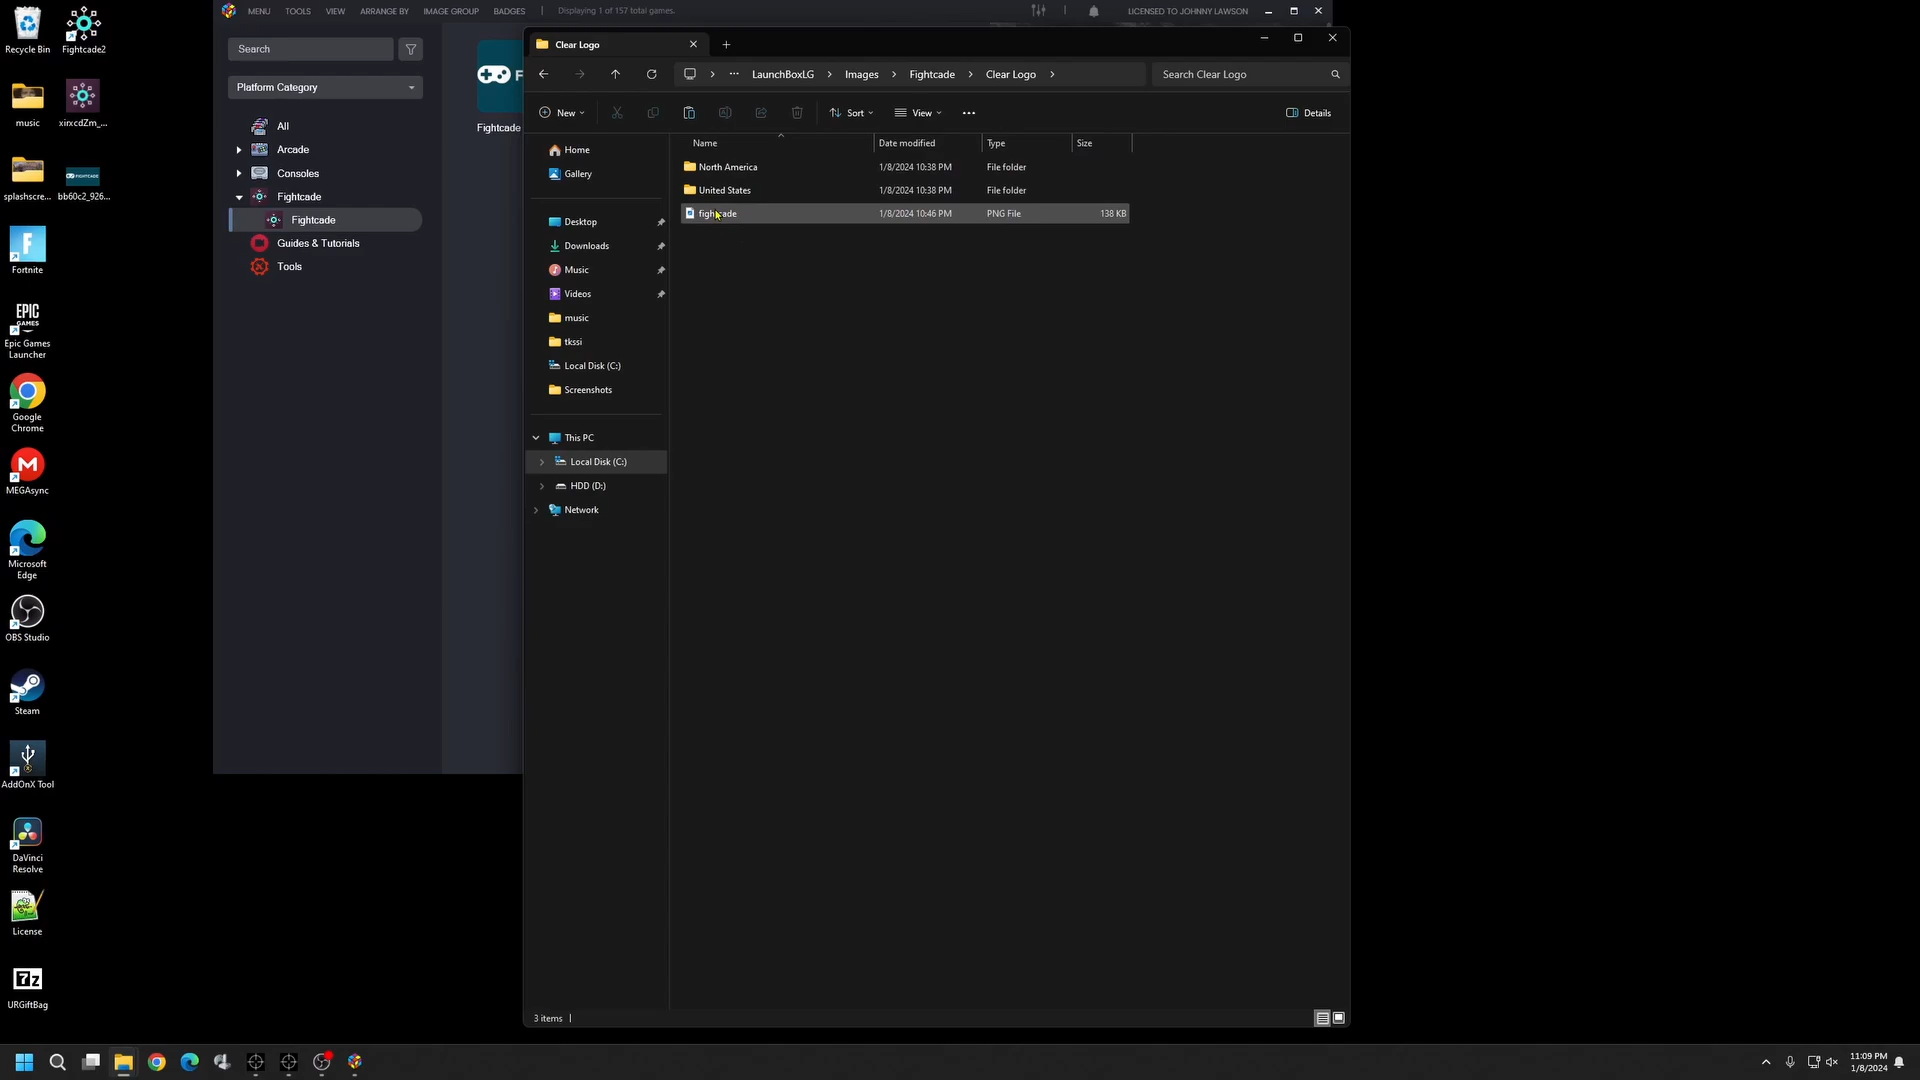 Recycle Bin
Fightcade2
music
xirxcdZm_...
splashscre...
bb60c2_926...
Fortnite
EPIC GAMES
Epic Games Launcher
Google Chrome
MEGAsync
Microsoft Edge
OBS Studio
Steam
AddOnX Tool
DaVinci Resolve
License
7z
URGiftBag
MENU TOOLS VIEW ARRANGE BY IMAGE GROUP BADGES Displaying 1 of 157 total games. LICENSED TO JOHNNY LAWSON
Search
Platform Category
All
Arcade
Consoles
Fightcade
Fightcade
Guides & Tutorials
Tools
F
Fightcade
Clear Logo
LaunchBoxLG Images Fightcade Clear Logo
Search Clear Logo
New Sort View Details
Home
Gallery
Desktop
Downloads
Music
Videos
music
tkssi
Local Disk (C:)
Screenshots
This PC
Local Disk (C:)
HDD (D:)
Network
Name Date modified Type Size
North America 1/8/2024 10:38 PM File folder
United States 1/8/2024 10:38 PM File folder
fightcade 1/8/2024 10:46 PM PNG File 138 KB
3 items
11:09 PM
1/8/2024